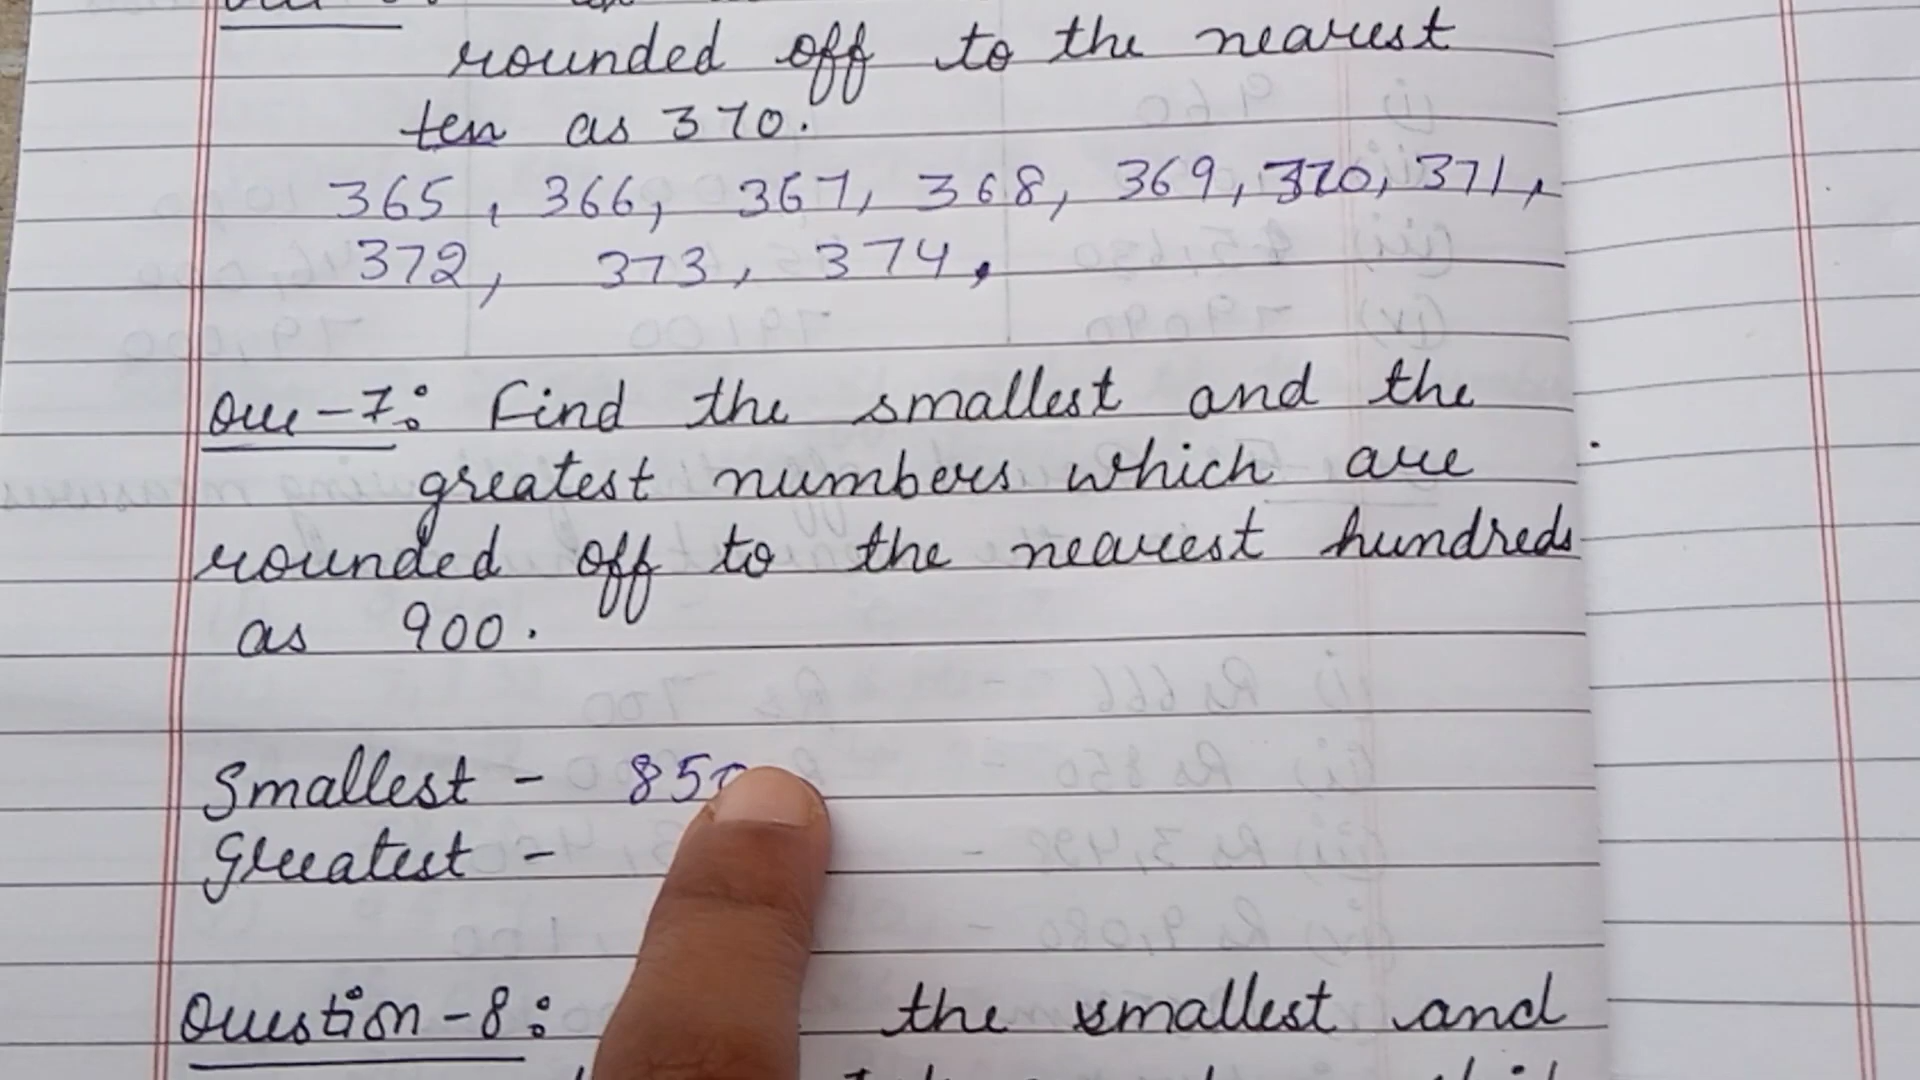 rounded off to the nearest
ten as 370.
365, 366, 367, 368, 369, 370, 371,
372, 373, 374,
Que-7: Find the smallest and the
greatest numbers which are
rounded off to the nearest hundreds
as 900.
Smallest - 850
Greatest -
Question-8: the smallest and